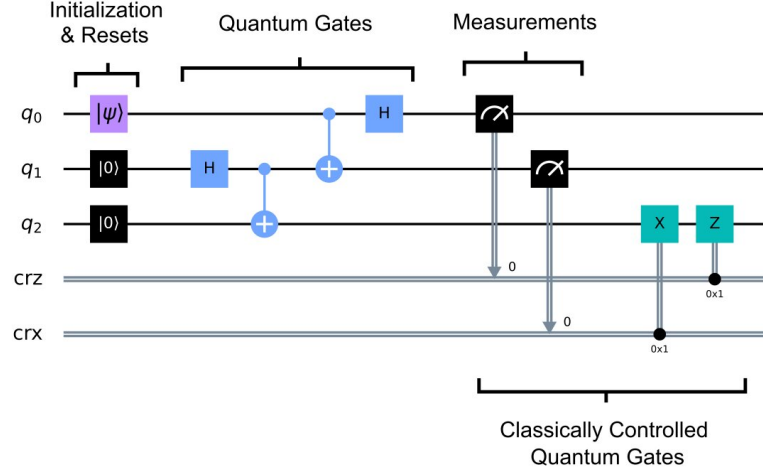 Initialization
& Resets
Quantum Gates
Measurements
q0 |ψ⟩ H
q1 |0⟩ H
q2 |0⟩ X Z
crz 0 0x1
crx 0 0x1
Classically Controlled
Quantum Gates